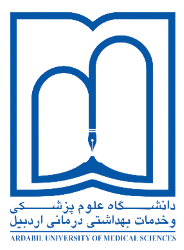 دانشگاه علوم پزشکی
وخدمات بهداشتی درمانی اردبیل
ARDABIL UNIVERSITY OF MEDICAL SCIENCES